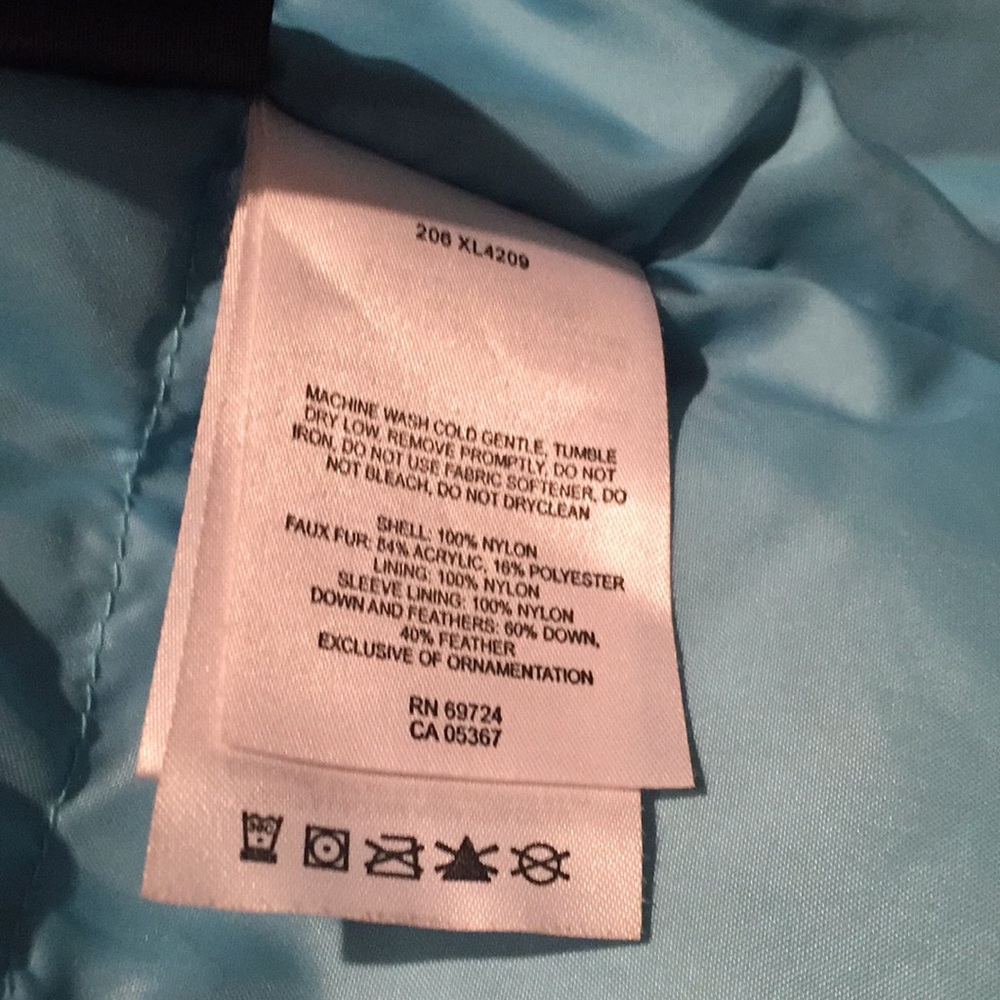 206 XL4209
MACHINE WASH COLD GENTLE, TUMBLE
DRY LOW, REMOVE PROMPTLY, DO NOT
IRON, DO NOT USE FABRIC SOFTENER, DO
NOT BLEACH, DO NOT DRYCLEAN
SHELL: 100% NYLON
FAUX FUR: 84% ACRYLIC, 16% POLYESTER
LINING: 100% NYLON
SLEEVE LINING: 100% NYLON
DOWN AND FEATHERS: 60% DOWN,
40% FEATHER
EXCLUSIVE OF ORNAMENTATION
RN 69724
CA 05367